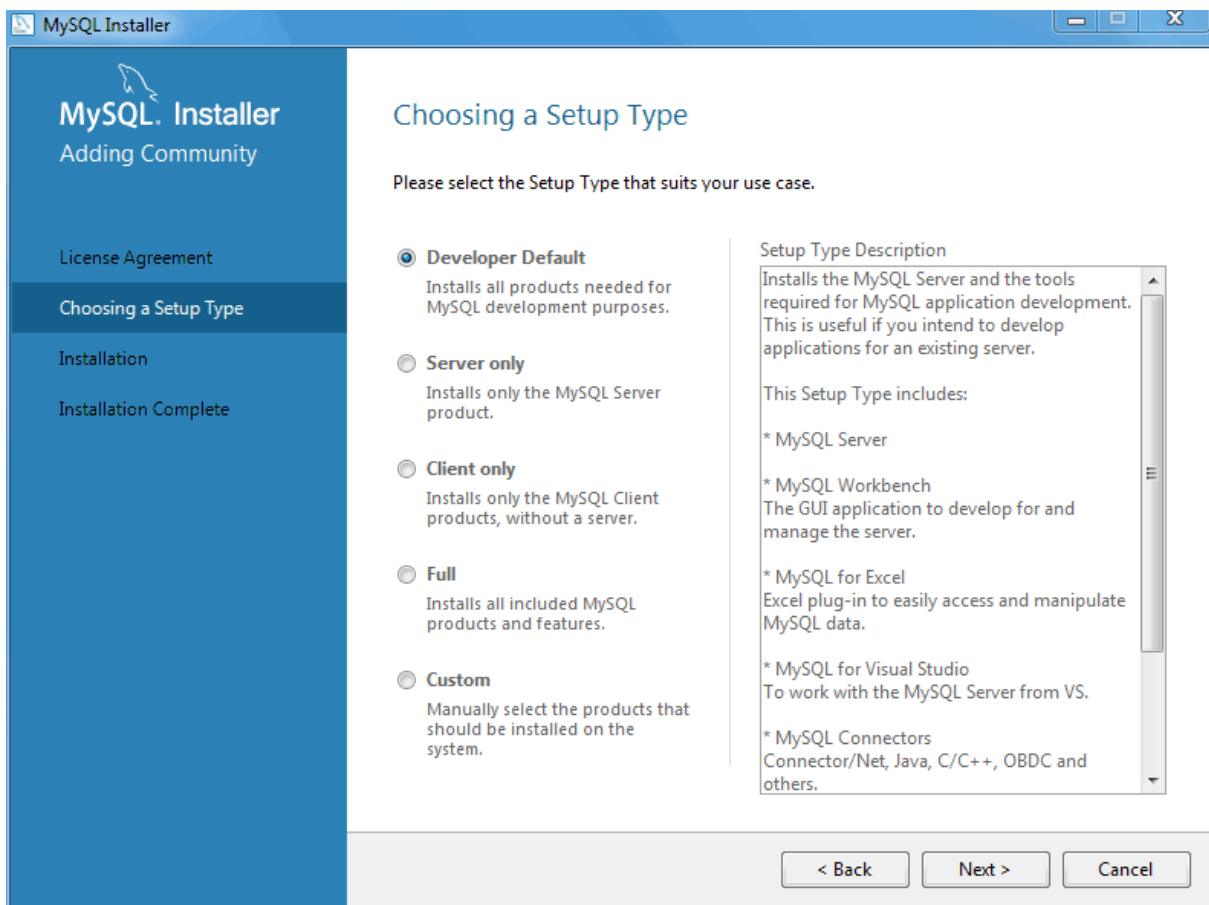 MySQL Installer
MySQL. Installer
Adding Community
License Agreement
Choosing a Setup Type
Installation
Installation Complete
Choosing a Setup Type
Please select the Setup Type that suits your use case.
Developer Default
Installs all products needed for
MySQL development purposes.
Server only
Installs only the MySQL Server
product.
Client only
Installs only the MySQL Client
products, without a server.
Full
Installs all included MySQL
products and features.
Custom
Manually select the products that
should be installed on the
system.
Setup Type Description
Installs the MySQL Server and the tools
required for MySQL application development.
This is useful if you intend to develop
applications for an existing server.
This Setup Type includes:
* MySQL Server
* MySQL Workbench
The GUI application to develop for and
manage the server.
* MySQL for Excel
Excel plug-in to easily access and manipulate
MySQL data.
* MySQL for Visual Studio
To work with the MySQL Server from VS.
* MySQL Connectors
Connector/Net, Java, C/C++, OBDC and
others.
< Back
Next >
Cancel